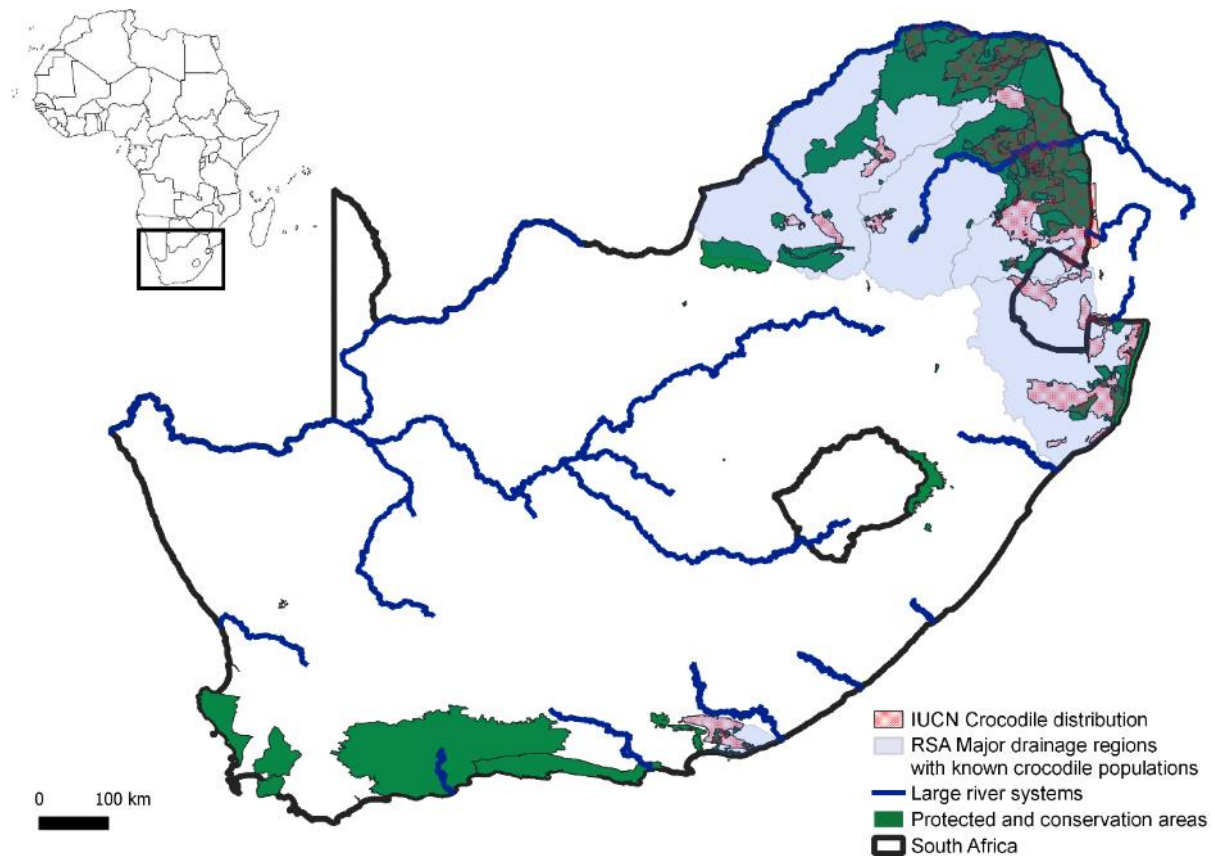 IUCN Crocodile distribution
RSA Major drainage regions
with known crocodile populations
Large river systems
Protected and conservation areas
South Africa
0 100 km